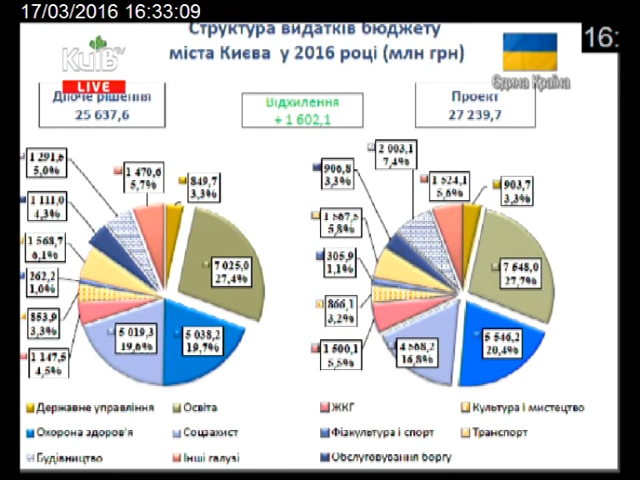 17/03/2016 16:33:09
Структура видатків бюджету
міста Києва у 2016 році (млн грн)
16:
Київ tv
LIVE
Єдина Країна
Діюче рішення
25 637,6
Відхилення
+ 1 602,1
Проект
27 239,7
1 291,6
5,0%
1 470,6
5,7%
849,7
3,3%
1 111,0
4,3%
1 568,7
6,1%
262,2
1,0%
853,9
3,3%
1 147,5
4,5%
5 019,3
19,6%
5 038,2
19,7%
7 025,0
27,4%
2 003,1
7,4%
906,8
3,3%
1 524,1
5,6%
903,7
3,3%
1 567,5
5,8%
305,9
1,1%
866,1
3,2%
1 500,1
5,5%
4 568,2
16,8%
5 546,2
20,4%
7 548,0
27,7%
Державне управління
Освіта
ЖКГ
Культура і мистецтво
Охорона здоров'я
Соцзахист
Фізкультура і спорт
Транспорт
Будівництво
Інші галузі
Обслуговування боргу